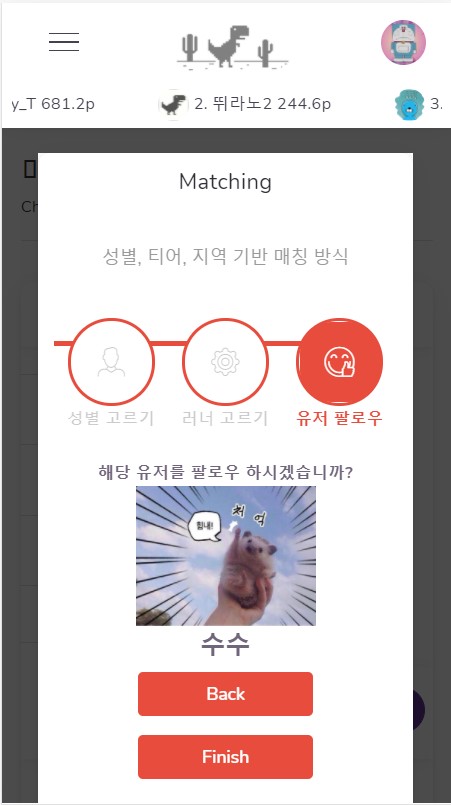 y_T 681.2p
2. 뛰라노2 244.6p
3.
Ch
Matching
성별, 티어, 지역 기반 매칭 방식
성별 고르기
러너 고르기
유저 팔로우
해당 유저를 팔로우 하시겠습니까?
처 억
힘내!
수수
Back
Finish